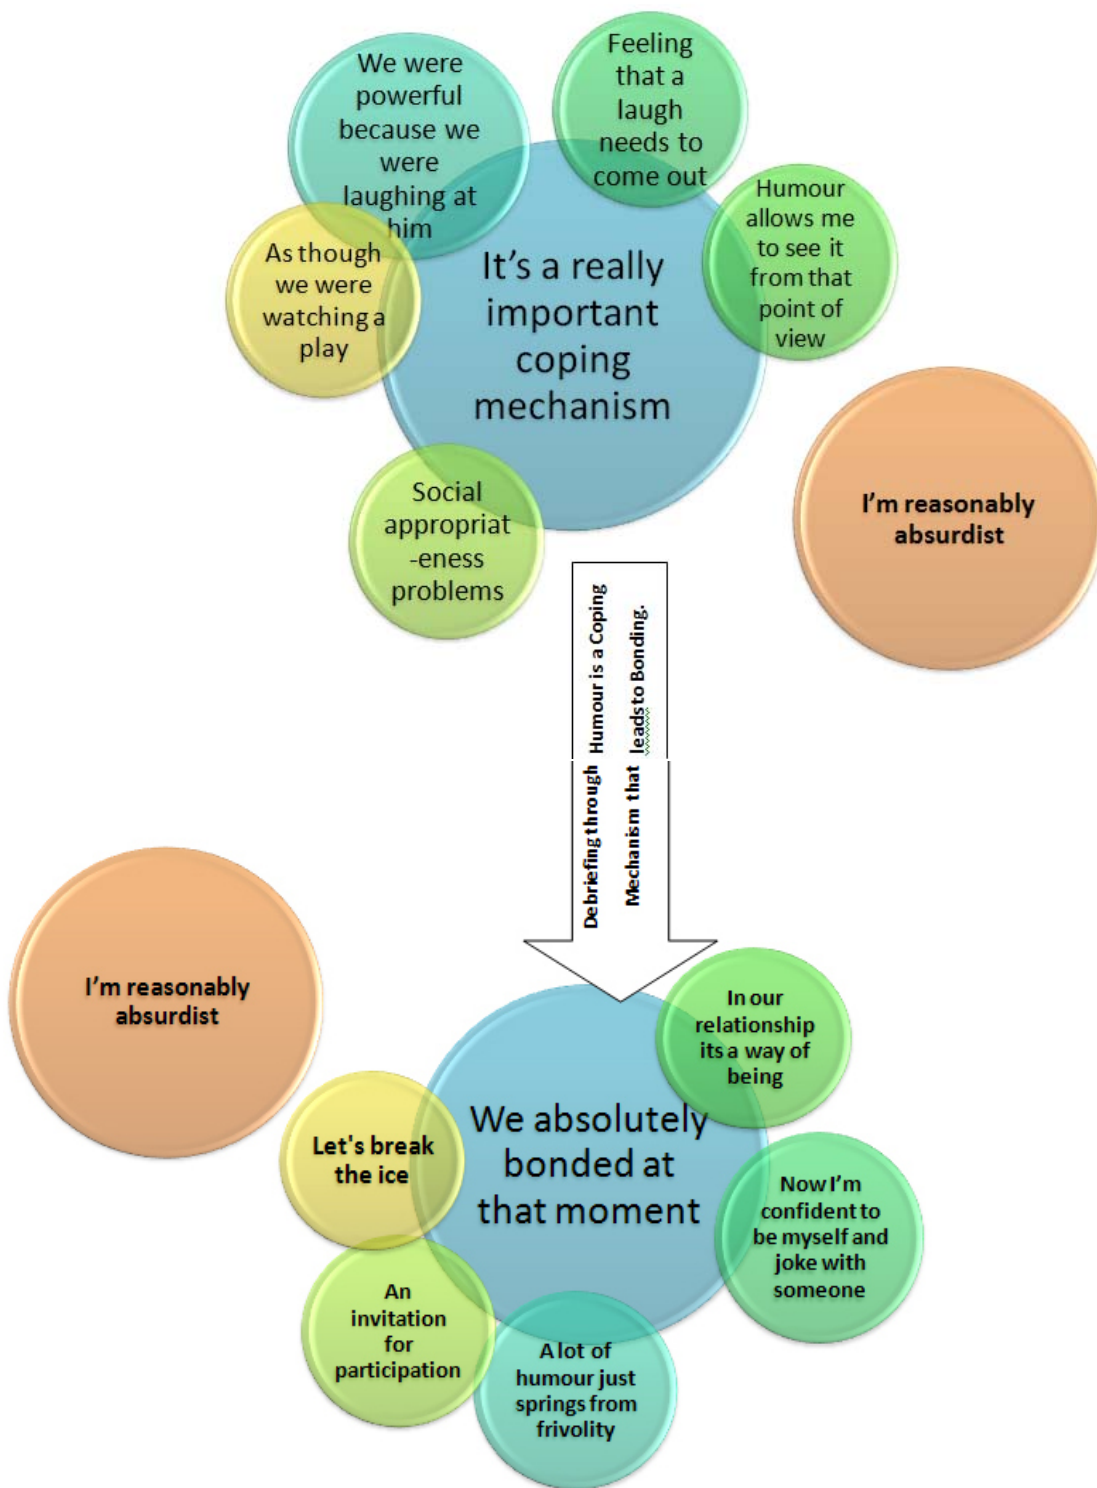 We were
powerful
because we
were
laughing at
him
Feeling
that a
laugh
needs to
come out
Humour
allows me
to see it
from that
point of
view
As though
we were
watching a
play
It's a really
important
coping
mechanism
Social
appropriat
-eness
problems
I'm reasonably
absurdist
Debriefing through Humour is a Coping
Mechanism that leads to Bonding.
I'm reasonably
absurdist
In our
relationship
its a way of
being
We absolutely
bonded at
that moment
Let's break
the ice
Now I'm
confident to
be myself and
joke with
someone
An
invitation
for
participation
A lot of
humour just
springs from
frivolity